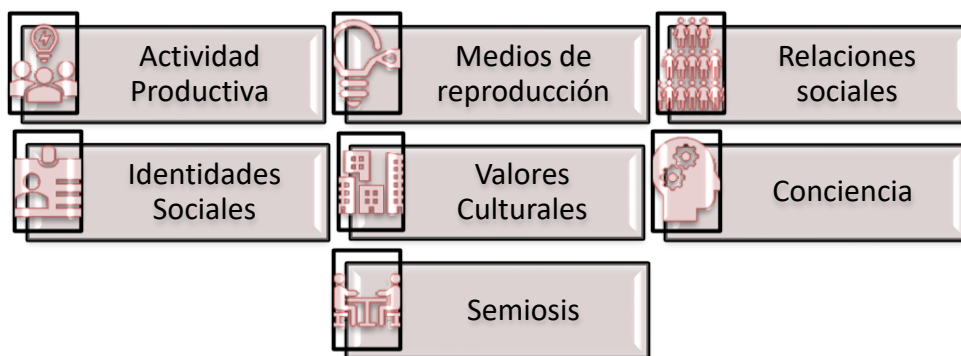 Actividad
Productiva
Medios de
reproducción
Relaciones
sociales
Identidades
Sociales
Valores
Culturales
Conciencia
Semiosis